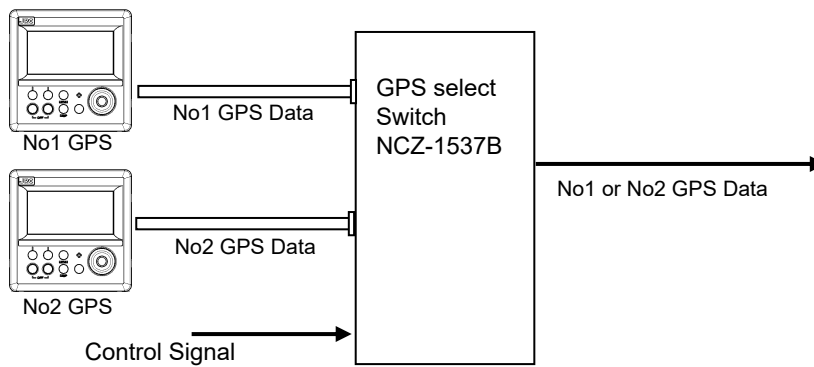 No1 GPS Data
No1 GPS
No2 GPS Data
No2 GPS
Control Signal
GPS select
Switch
NCZ-1537B
No1 or No2 GPS Data